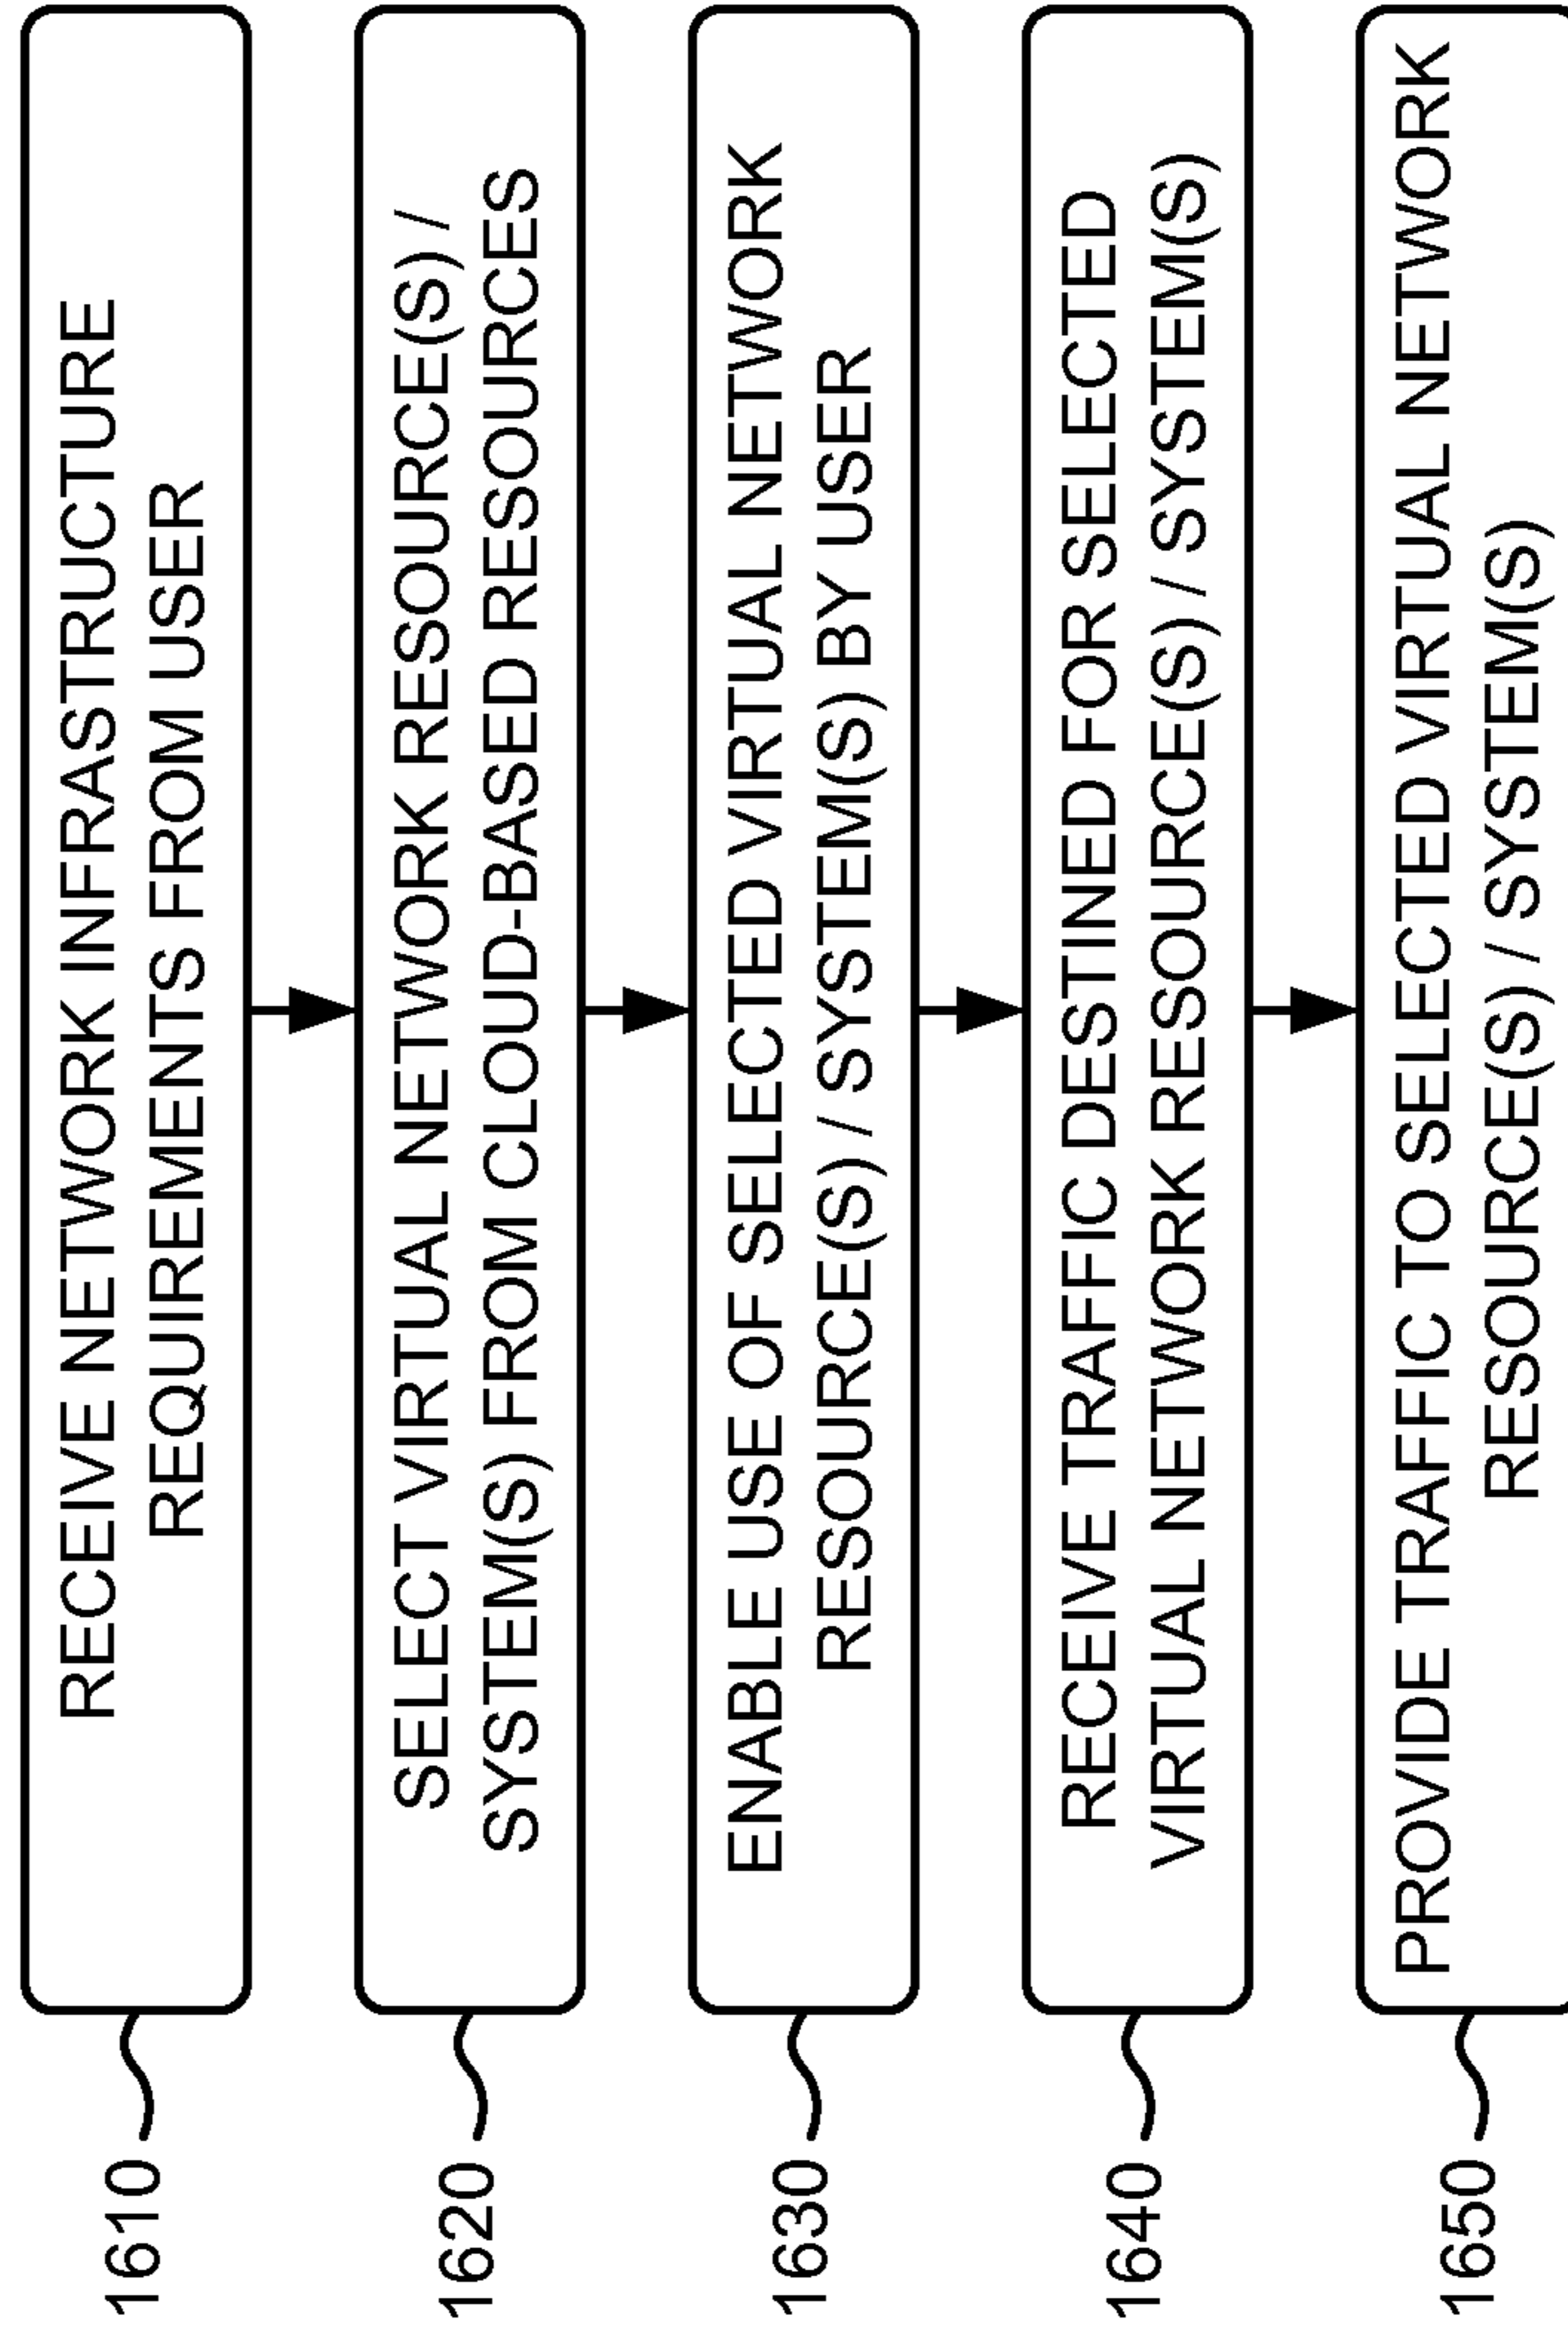 1610
RECEIVE NETWORK INFRASTRUCTURE
REQUIREMENTS FROM USER
1620
SELECT VIRTUAL NETWORK RESOURCE(S) /
SYSTEM(S) FROM CLOUD-BASED RESOURCES
1630
ENABLE USE OF SELECTED VIRTUAL NETWORK
RESOURCE(S) / SYSTEM(S) BY USER
1640
RECEIVE TRAFFIC DESTINED FOR SELECTED
VIRTUAL NETWORK RESOURCE(S) / SYSTEM(S)
1650
PROVIDE TRAFFIC TO SELECTED VIRTUAL NETWORK
RESOURCE(S) / SYSTEM(S)